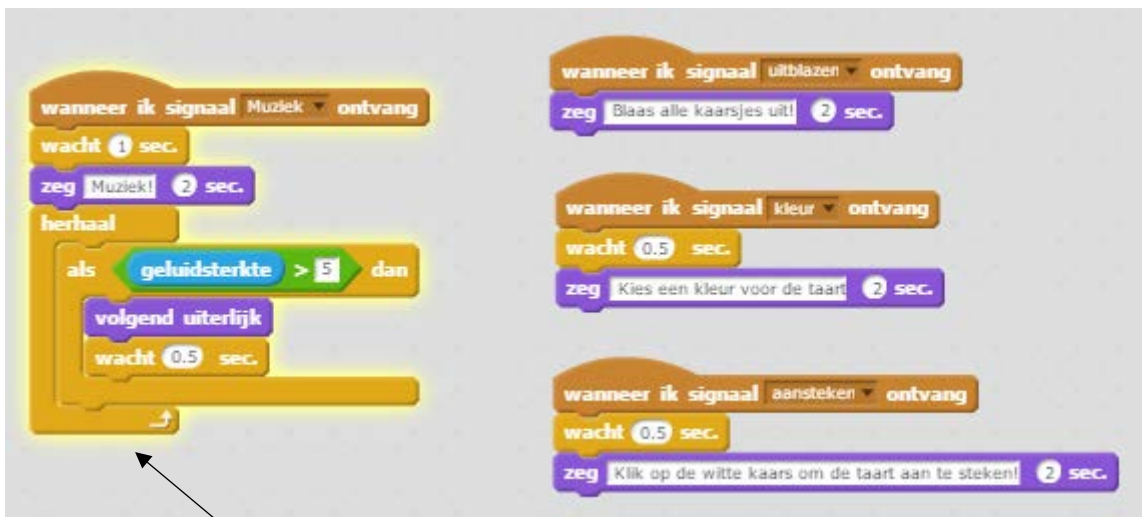 wanneer ik signaal Muziek ontvang
wacht 1 sec.
zeg Muziek! 2 sec.
herhaal
als geluidsterkte > 5 dan
volgend uiterlijk
wacht 0.5 sec.
wanneer ik signaal uitblazen ontvang
zeg Blaas alle kaarsjes uit! 2 sec.
wanneer ik signaal kleur ontvang
wacht 0.5 sec.
zeg Kies een kleur voor de taart 2 sec.
wanneer ik signaal aansteken ontvang
wacht 0.5 sec.
zeg Klik op de witte kaars om de taart aan te steken! 2 sec.